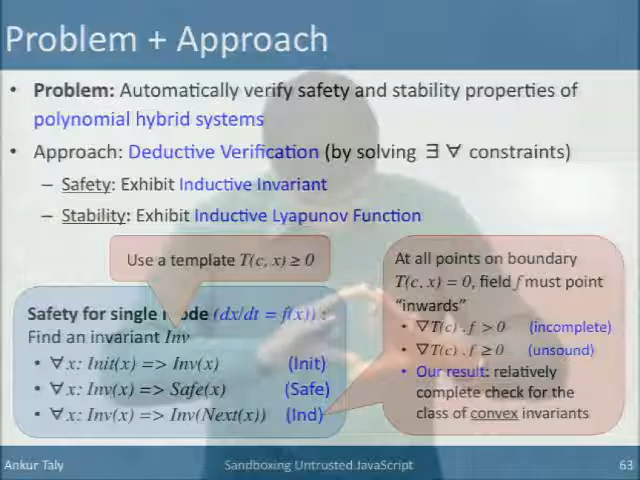 Problem + Approach
• Problem: Automatically verify safety and stability properties of
polynomial hybrid systems
• Approach: Deductive Verification (by solving ∃ ∀ constraints)
– Safety: Exhibit Inductive Invariant
– Stability: Exhibit Inductive Lyapunov Function
Use a template T(c, x) ≥ 0
Safety for single mode (dx/dt = f(x)) :
Find an invariant Inv
• ∀x: Init(x) => Inv(x) (Init)
• ∀x: Inv(x) => Safe(x) (Safe)
• ∀x: Inv(x) => Inv(Next(x)) (Ind)
At all points on boundary
T(c, x) = 0, field f must point
“inwards”
• ∇T(c) . f > 0 (incomplete)
• ∇T(c) . f ≥ 0 (unsound)
• Our result: relatively
complete check for the
class of convex invariants
Ankur Taly
Sandboxing Untrusted JavaScript
63